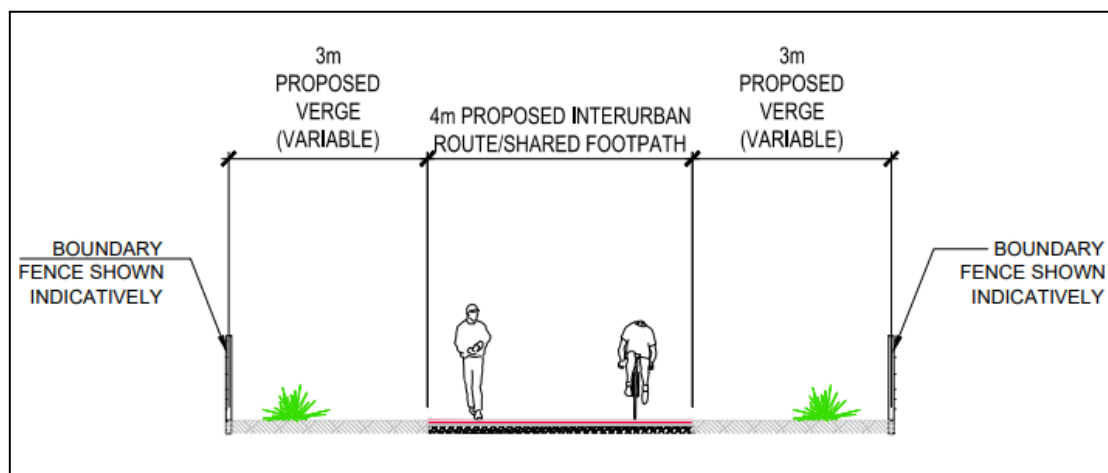 3m
PROPOSED
VERGE
(VARIABLE)
4m PROPOSED INTERURBAN
ROUTE/SHARED FOOTPATH
3m
PROPOSED
VERGE
(VARIABLE)
BOUNDARY
FENCE SHOWN
INDICATIVELY
BOUNDARY
FENCE SHOWN
INDICATIVELY